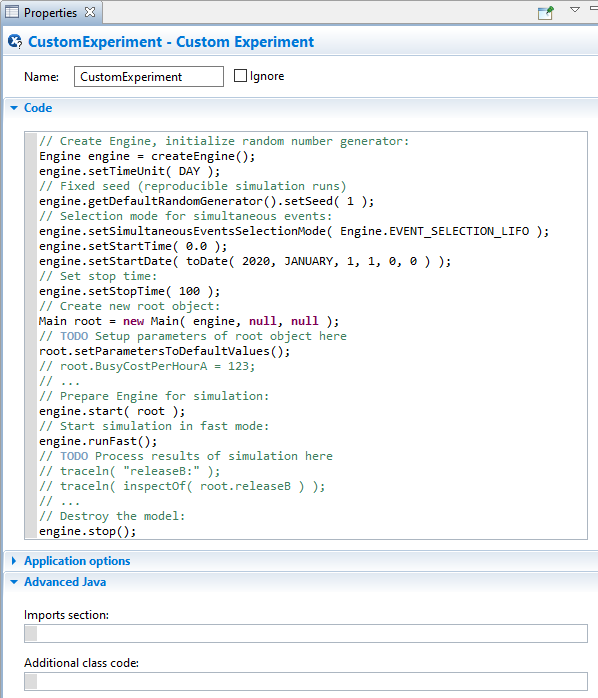 Properties
CustomExperiment - Custom Experiment
Name: CustomExperiment Ignore
Code
// Create Engine, initialize random number generator:
Engine engine = createEngine();
engine.setTimeUnit( DAY );
// Fixed seed (reproducible simulation runs)
engine.getDefaultRandomGenerator().setSeed( 1 );
// Selection mode for simultaneous events:
engine.setSimultaneousEventsSelectionMode( Engine.EVENT_SELECTION_LIFO );
engine.setStartTime( 0.0 );
engine.setStartDate( toDate( 2020, JANUARY, 1, 1, 0, 0 ) );
// Set stop time:
engine.setStopTime( 100 );
// Create new root object:
Main root = new Main( engine, null, null );
// TODO Setup parameters of root object here
root.setParametersToDefaultValues();
// root.BusyCostPerHourA = 123;
// ...
// Prepare Engine for simulation:
engine.start( root );
// Start simulation in fast mode:
engine.runFast();
// TODO Process results of simulation here
// traceln( "releaseB:" );
// traceln( inspectOf( root.releaseB ) );
// ...
// Destroy the model:
engine.stop();
Application options
Advanced Java
Imports section:
Additional class code: